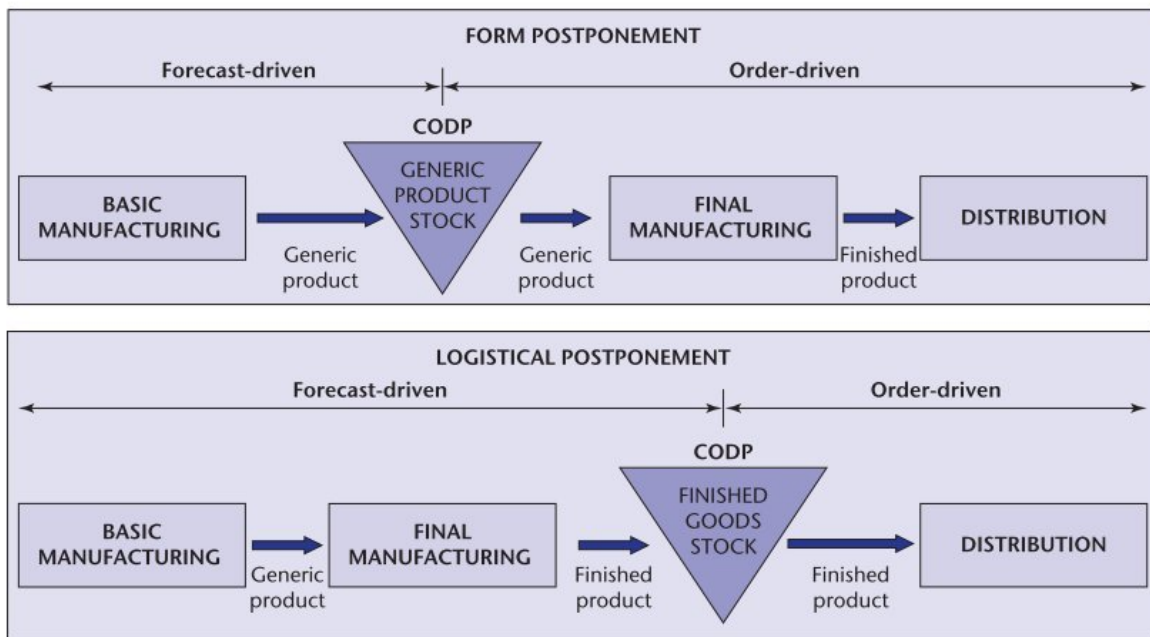 FORM POSTPONEMENT
Forecast-driven
Order-driven
CODP
GENERIC
PRODUCT
STOCK
BASIC
MANUFACTURING
Generic
product
Generic
product
FINAL
MANUFACTURING
Finished
product
DISTRIBUTION
LOGISTICAL POSTPONEMENT
Forecast-driven
Order-driven
CODP
BASIC
MANUFACTURING
Generic
product
FINAL
MANUFACTURING
Finished
product
FINISHED
GOODS
STOCK
Finished
product
DISTRIBUTION